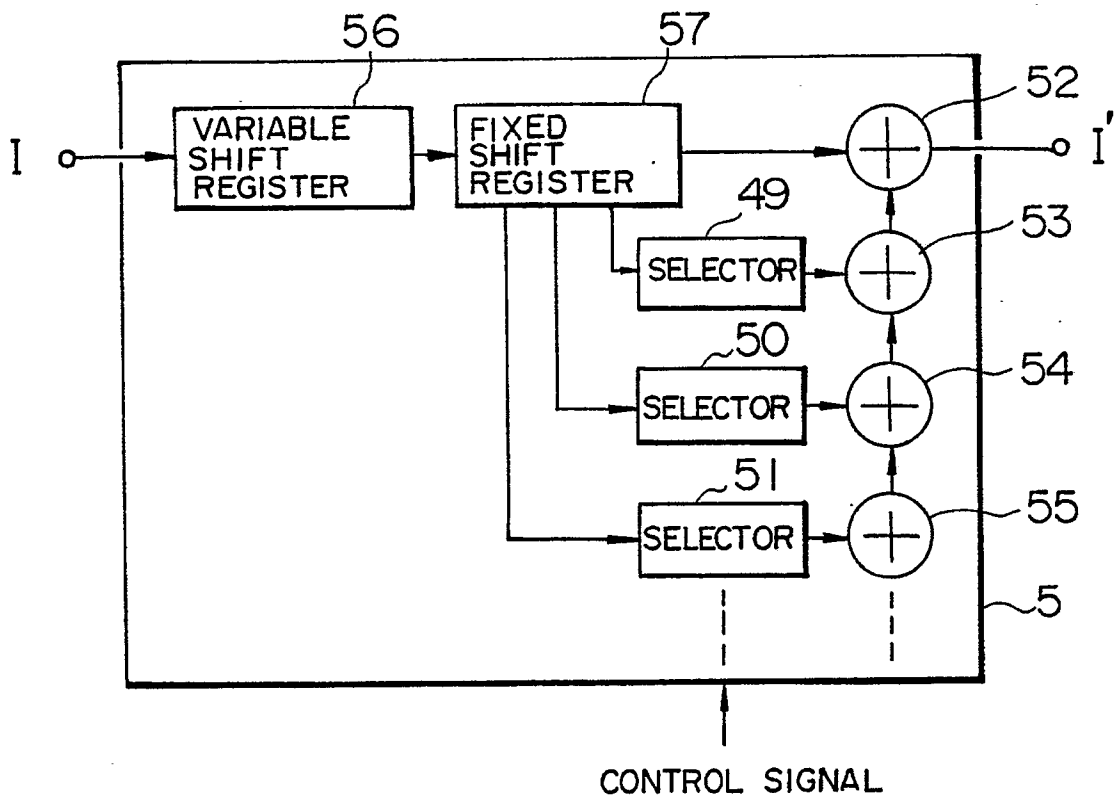 56
57
52
I
VARIABLE
SHIFT
REGISTER
FIXED
SHIFT
REGISTER
I'
49
SELECTOR
53
50
SELECTOR
54
51
SELECTOR
55
5
CONTROL SIGNAL